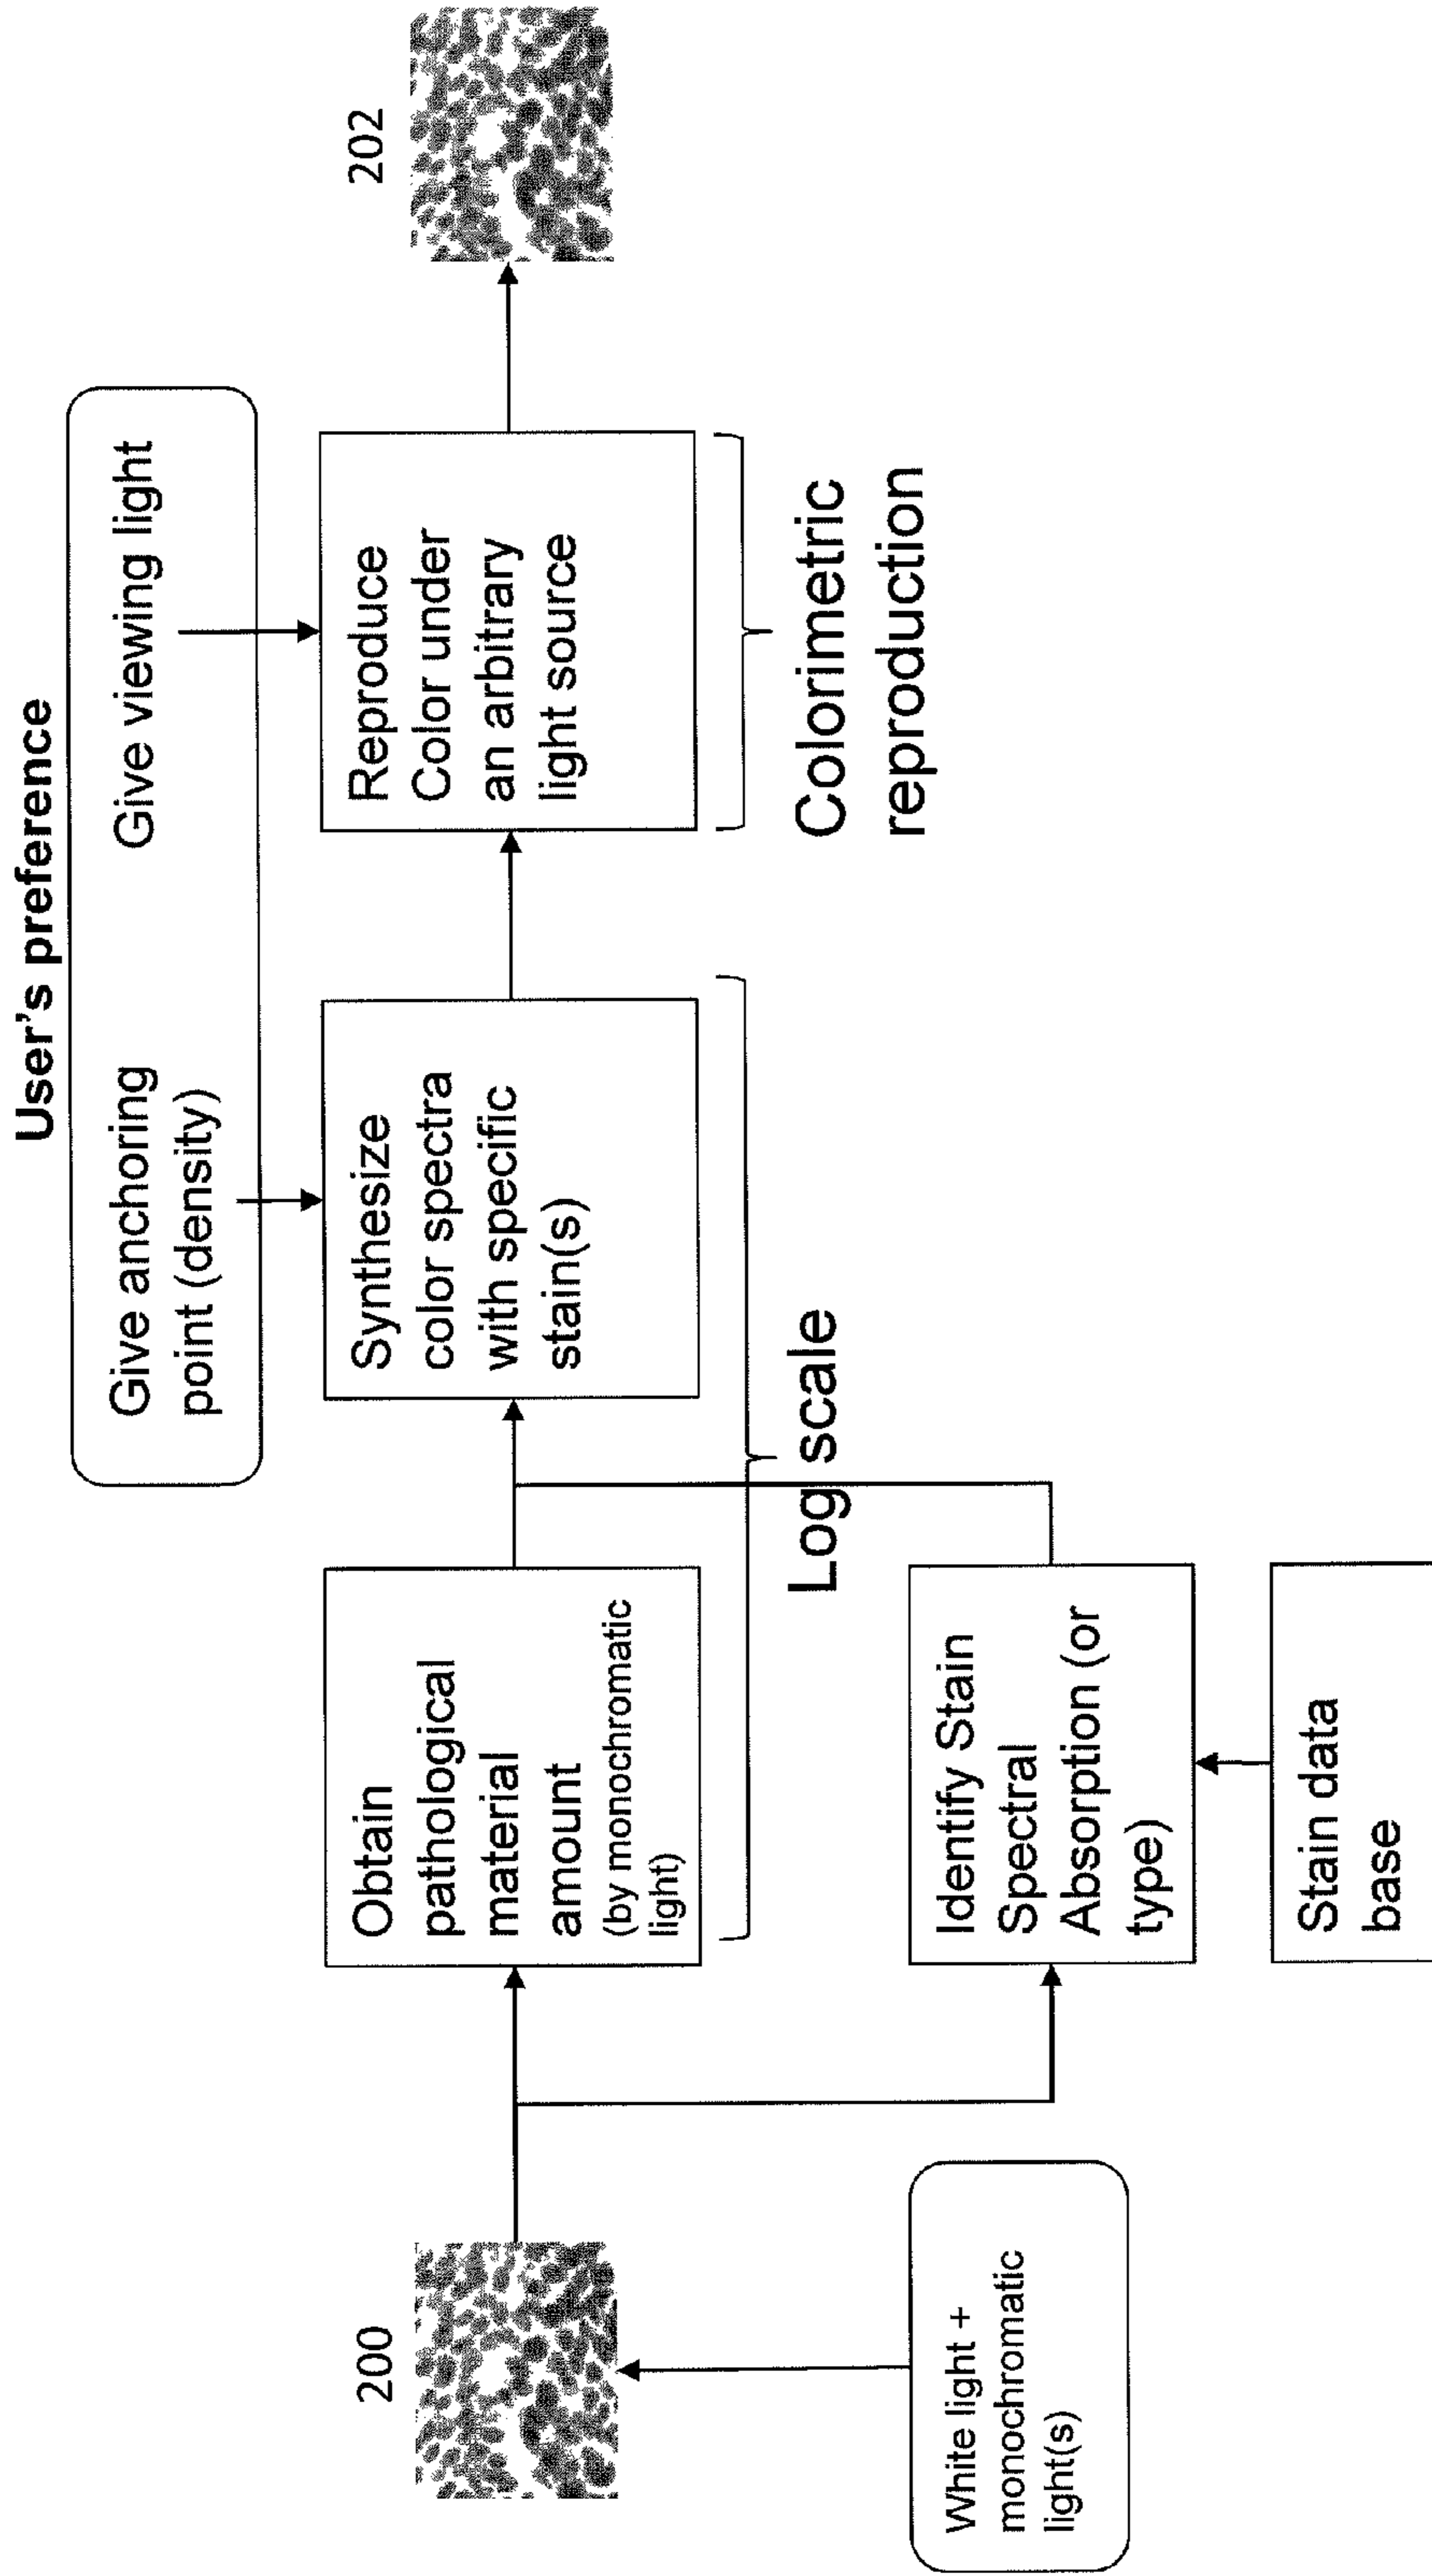 User's preference
Give anchoring
point (density)
Give viewing light
200
Obtain
pathological
material
amount
(by monochromatic
light)
Synthesize
color spectra
with specific
stain(s)
Reproduce
Color under
an arbitrary
light source
202
Log scale
Colorimetric
reproduction
White light +
monochromatic
light(s)
Identify Stain
Spectral
Absorption (or
type)
Stain data
base